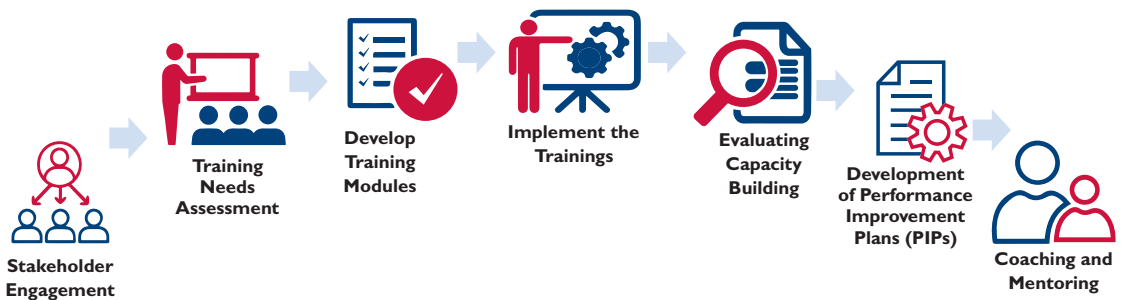 Stakeholder
Engagement
Training
Needs
Assessment
Develop
Training
Modules
Implement the
Trainings
Evaluating
Capacity
Building
Development
of Performance
Improvement
Plans (PIPs)
Coaching and
Mentoring